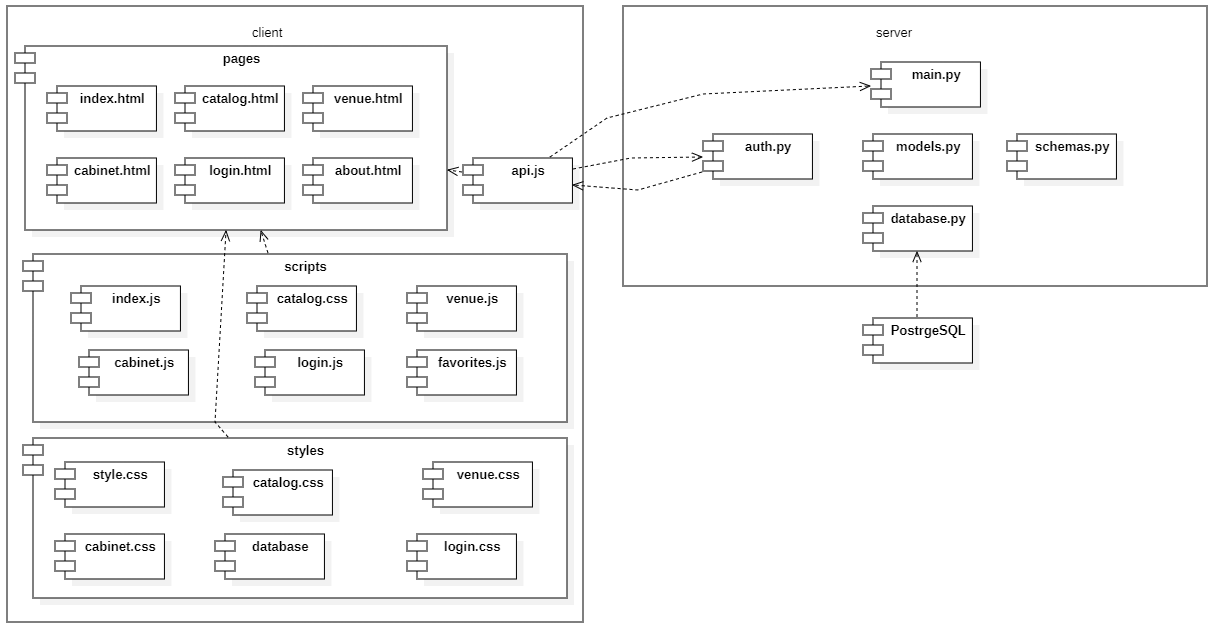 client
server
pages
index.html
catalog.html
venue.html
cabinet.html
login.html
about.html
api.js
main.py
auth.py
models.py
schemas.py
database.py
PostrgeSQL
scripts
index.js
catalog.css
venue.js
cabinet.js
login.js
favorites.js
styles
style.css
catalog.css
venue.css
cabinet.css
database
login.css